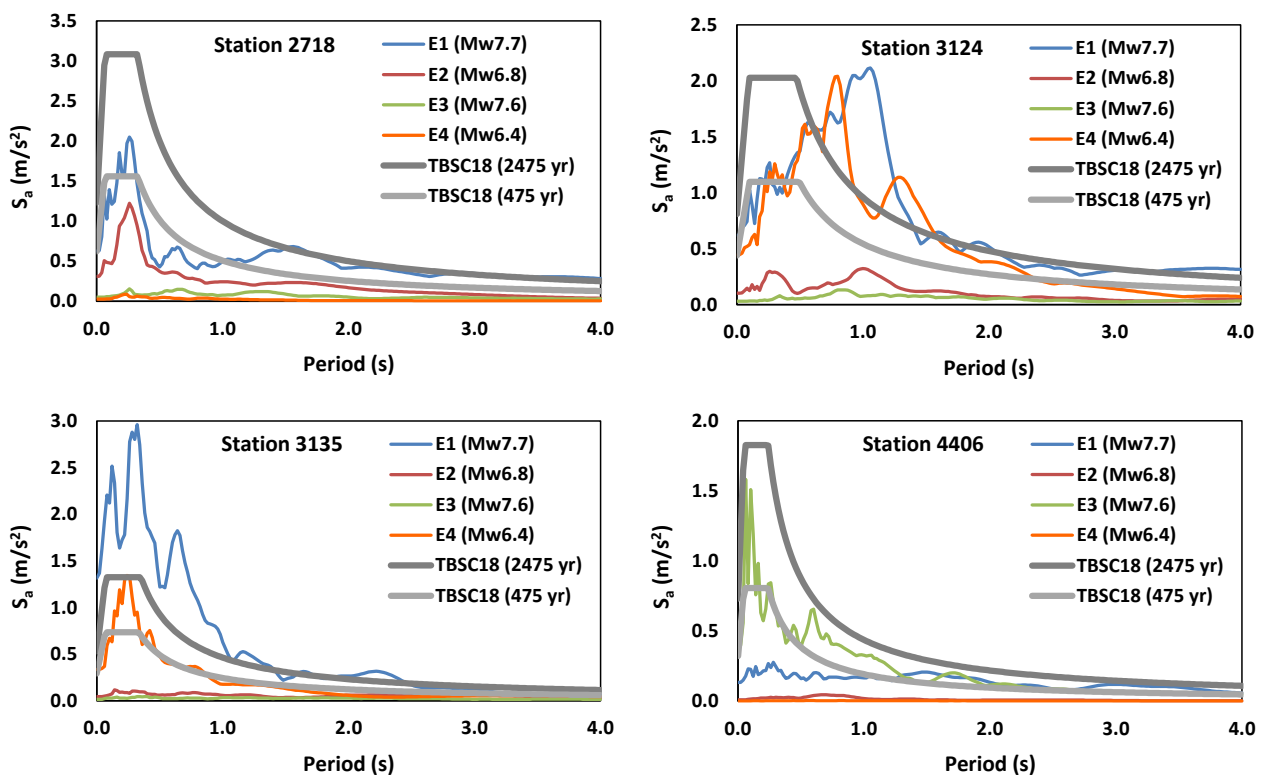 Station 2718
E1 (Mw7.7)
E2 (Mw6.8)
E3 (Mw7.6)
E4 (Mw6.4)
TBSC18 (2475 yr)
TBSC18 (475 yr)
3.5
3.0
2.5
2.0
1.5
1.0
0.5
0.0
Sa (m/s²)
0.0 1.0 2.0 3.0 4.0
Period (s)
Station 3124
E1 (Mw7.7)
E2 (Mw6.8)
E3 (Mw7.6)
E4 (Mw6.4)
TBSC18 (2475 yr)
TBSC18 (475 yr)
2.5
2.0
1.5
1.0
0.5
0.0
Sa (m/s²)
0.0 1.0 2.0 3.0 4.0
Period (s)
Station 3135
E1 (Mw7.7)
E2 (Mw6.8)
E3 (Mw7.6)
E4 (Mw6.4)
TBSC18 (2475 yr)
TBSC18 (475 yr)
3.0
2.5
2.0
1.5
1.0
0.5
0.0
Sa (m/s²)
0.0 1.0 2.0 3.0 4.0
Period (s)
Station 4406
E1 (Mw7.7)
E2 (Mw6.8)
E3 (Mw7.6)
E4 (Mw6.4)
TBSC18 (2475 yr)
TBSC18 (475 yr)
2.0
1.5
1.0
0.5
0.0
Sa (m/s²)
0.0 1.0 2.0 3.0 4.0
Period (s)